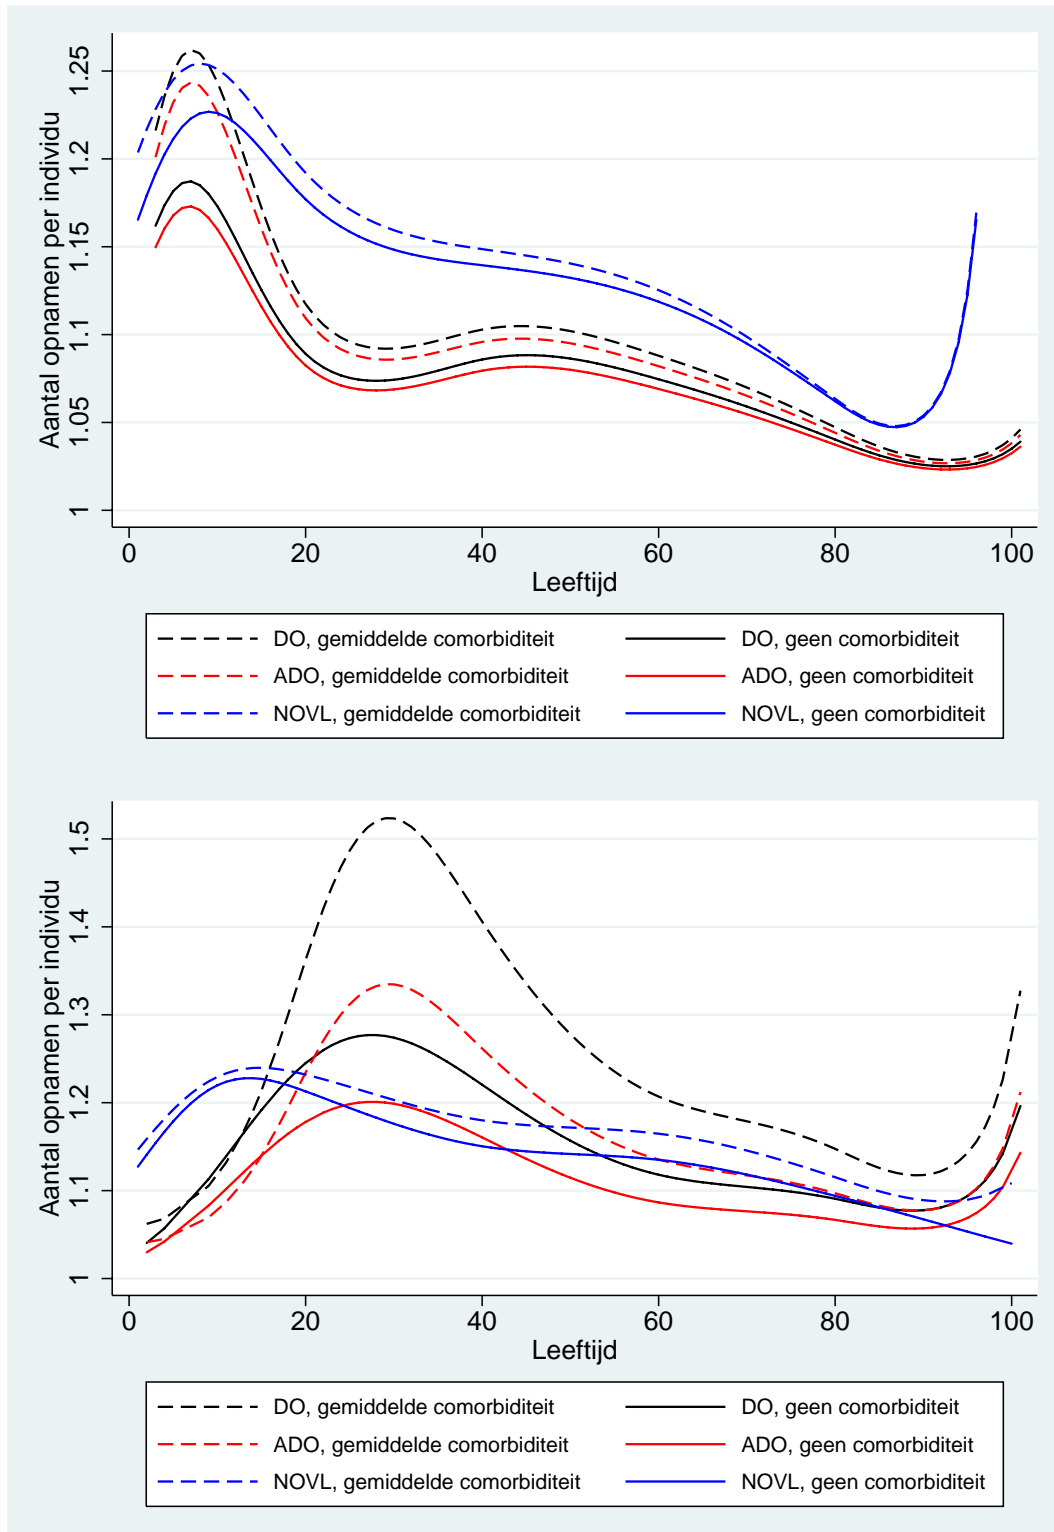 Aantal opnamen per individu
1.25
1.2
1.15
1.1
1.05
1
0 20 40 60 80 100
Leeftijd
DO, gemiddelde comorbiditeit DO, geen comorbiditeit
ADO, gemiddelde comorbiditeit ADO, geen comorbiditeit
NOVL, gemiddelde comorbiditeit NOVL, geen comorbiditeit
Aantal opnamen per individu
1.5
1.4
1.3
1.2
1.1
1
0 20 40 60 80 100
Leeftijd
DO, gemiddelde comorbiditeit DO, geen comorbiditeit
ADO, gemiddelde comorbiditeit ADO, geen comorbiditeit
NOVL, gemiddelde comorbiditeit NOVL, geen comorbiditeit